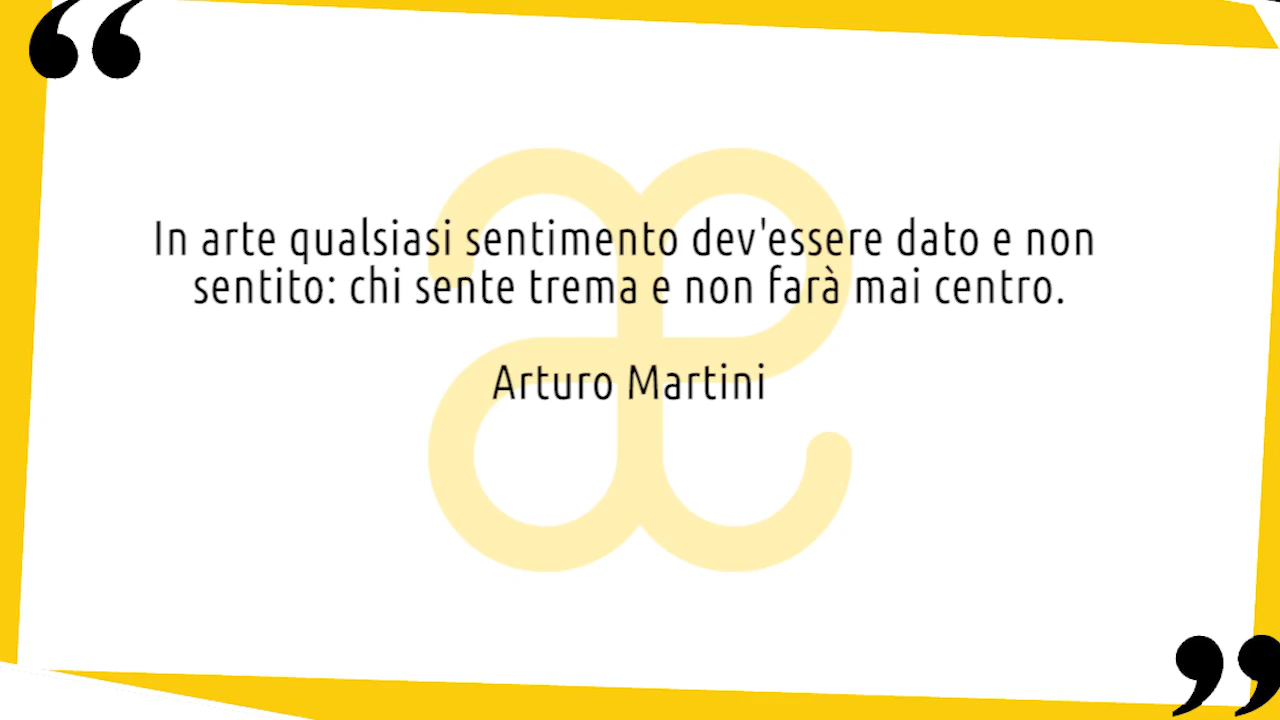 “
In arte qualsiasi sentimento dev'essere dato e non
sentito: chi sente trema e non farà mai centro.
Arturo Martini
æ
”